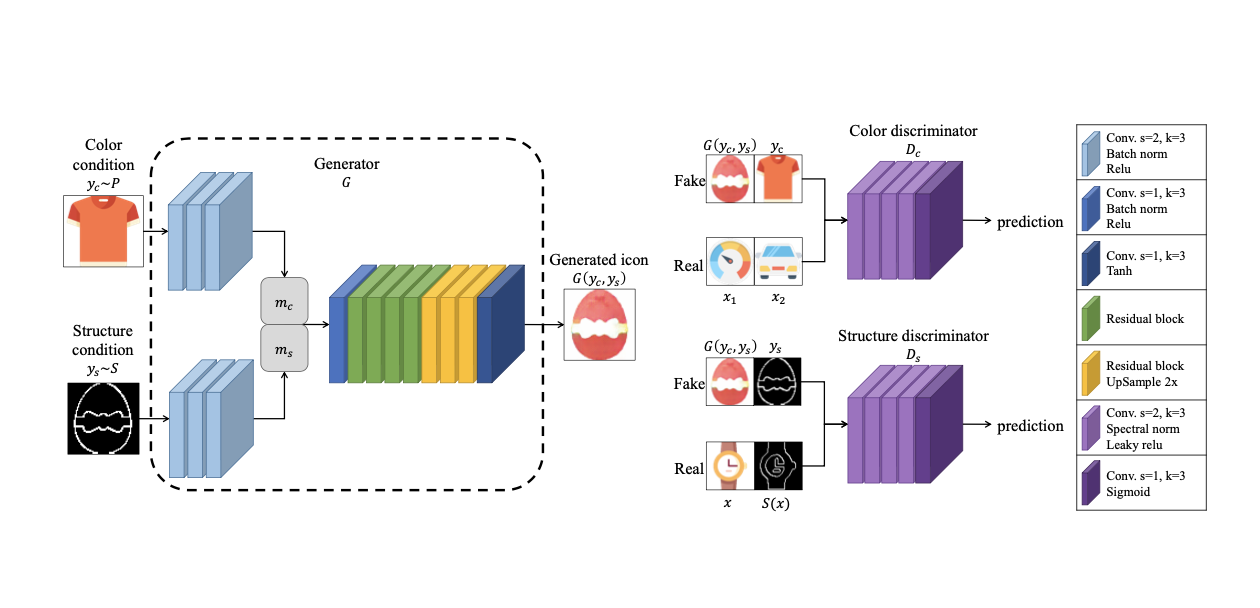 Color
condition
y_c~P
Structure
condition
y_s~S
Generator
G
m_c
m_s
Generated icon
G(y_c, y_s)
Color discriminator
D_c
G(y_c, y_s) y_c
Fake
Real
x_1 x_2
prediction
Structure discriminator
D_s
G(y_c, y_s) y_s
Fake
Real
x S(x)
prediction
Conv. s=2, k=3
Batch norm
Relu
Conv. s=1, k=3
Batch norm
Relu
Conv. s=1, k=3
Tanh
Residual block
Residual block
UpSample 2x
Conv. s=2, k=3
Spectral norm
Leaky relu
Conv. s=1, k=3
Sigmoid